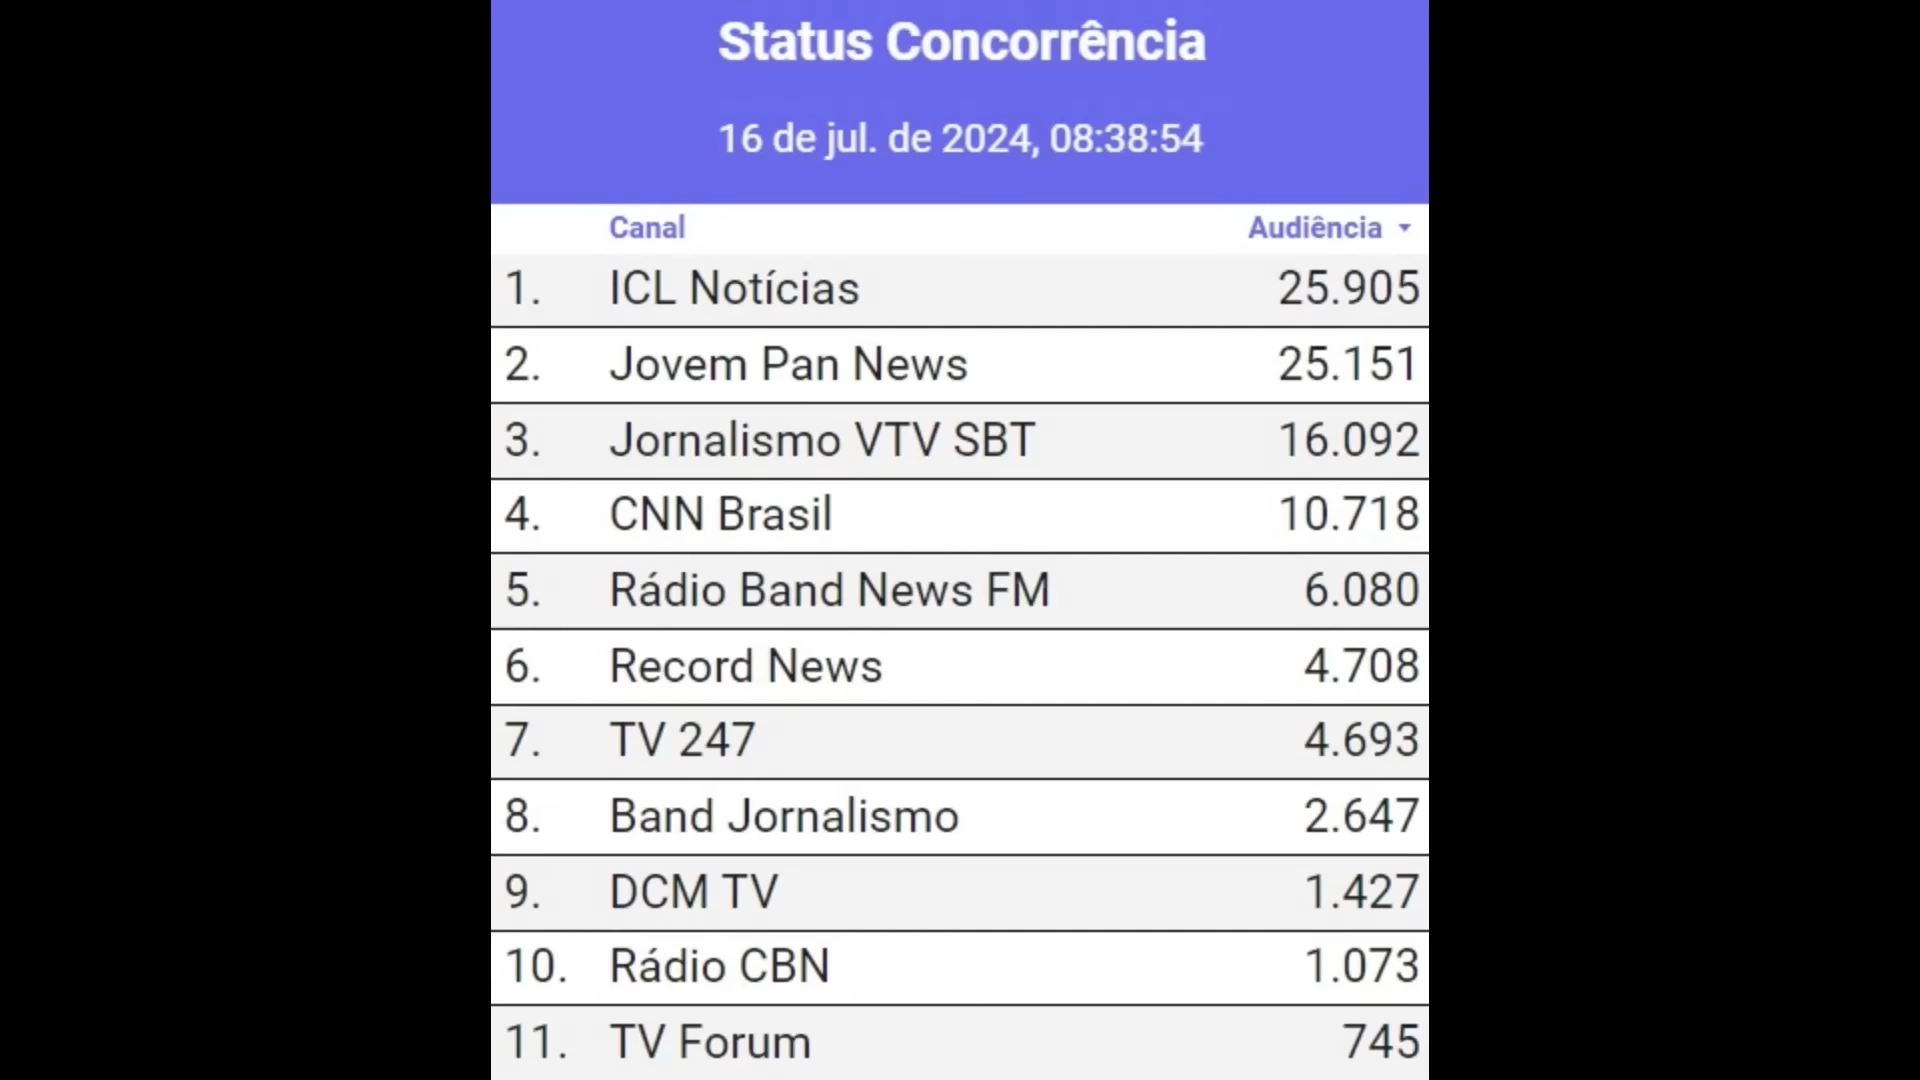 Status Concorrência
16 de jul. de 2024, 08:38:54
Canal Audiência
1. ICL Notícias 25.905
2. Jovem Pan News 25.151
3. Jornalismo VTV SBT 16.092
4. CNN Brasil 10.718
5. Rádio Band News FM 6.080
6. Record News 4.708
7. TV 247 4.693
8. Band Jornalismo 2.647
9. DCM TV 1.427
10. Rádio CBN 1.073
11. TV Forum 745